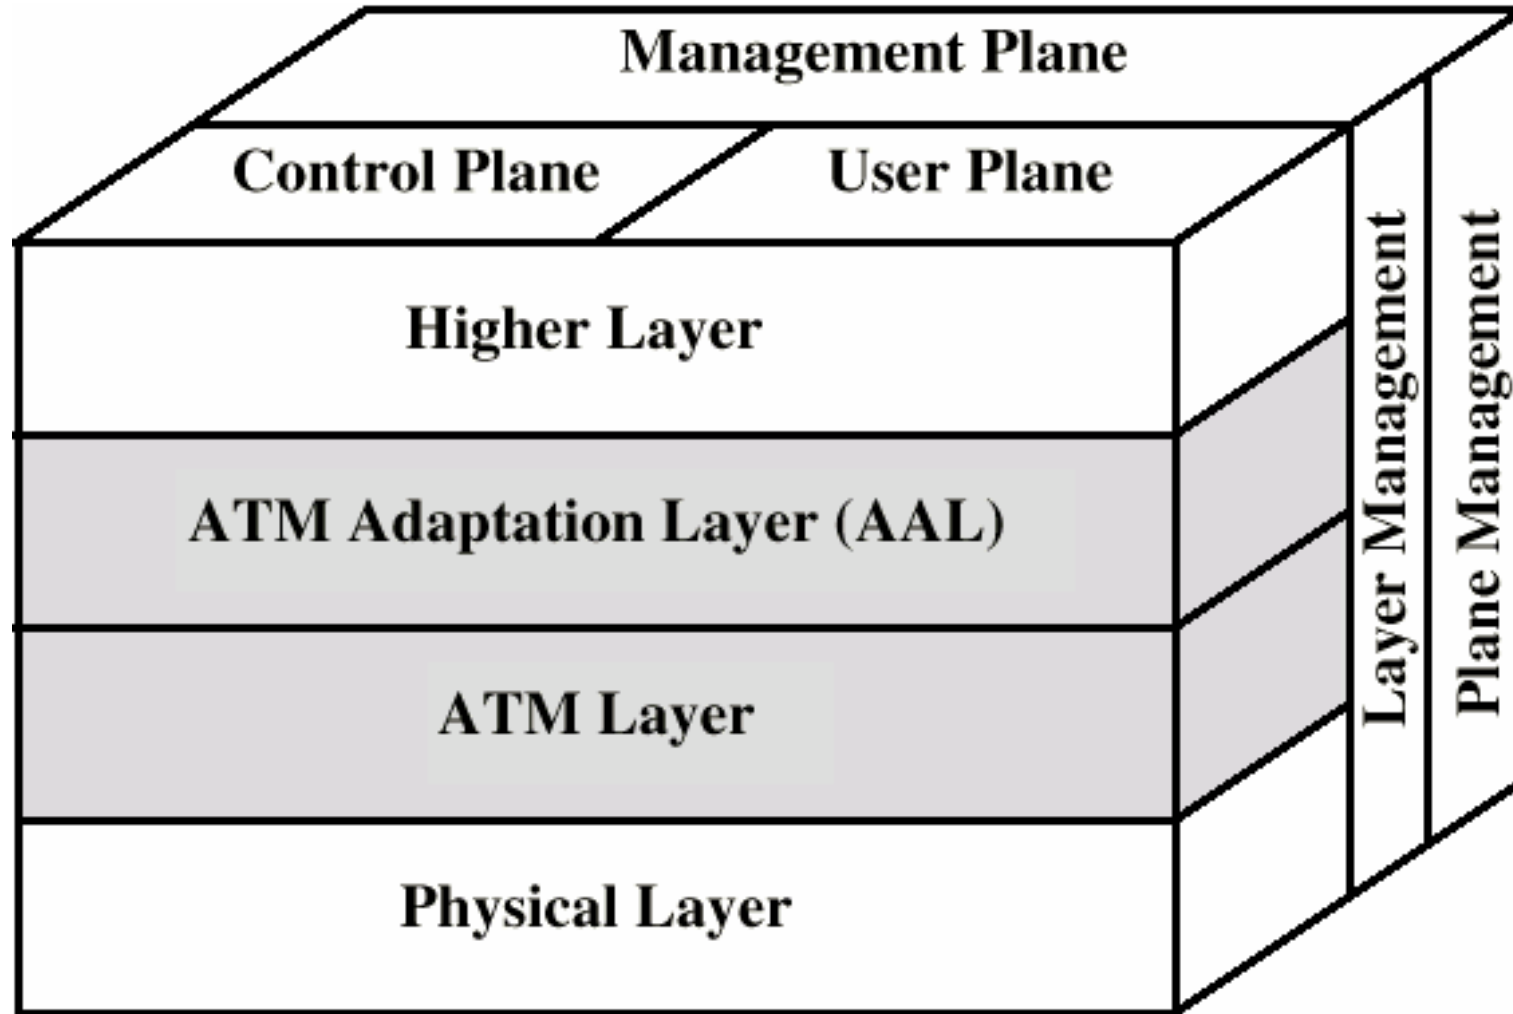 Management Plane
Control Plane
User Plane
Higher Layer
ATM Adaptation Layer (AAL)
ATM Layer
Physical Layer
Layer Management
Plane Management